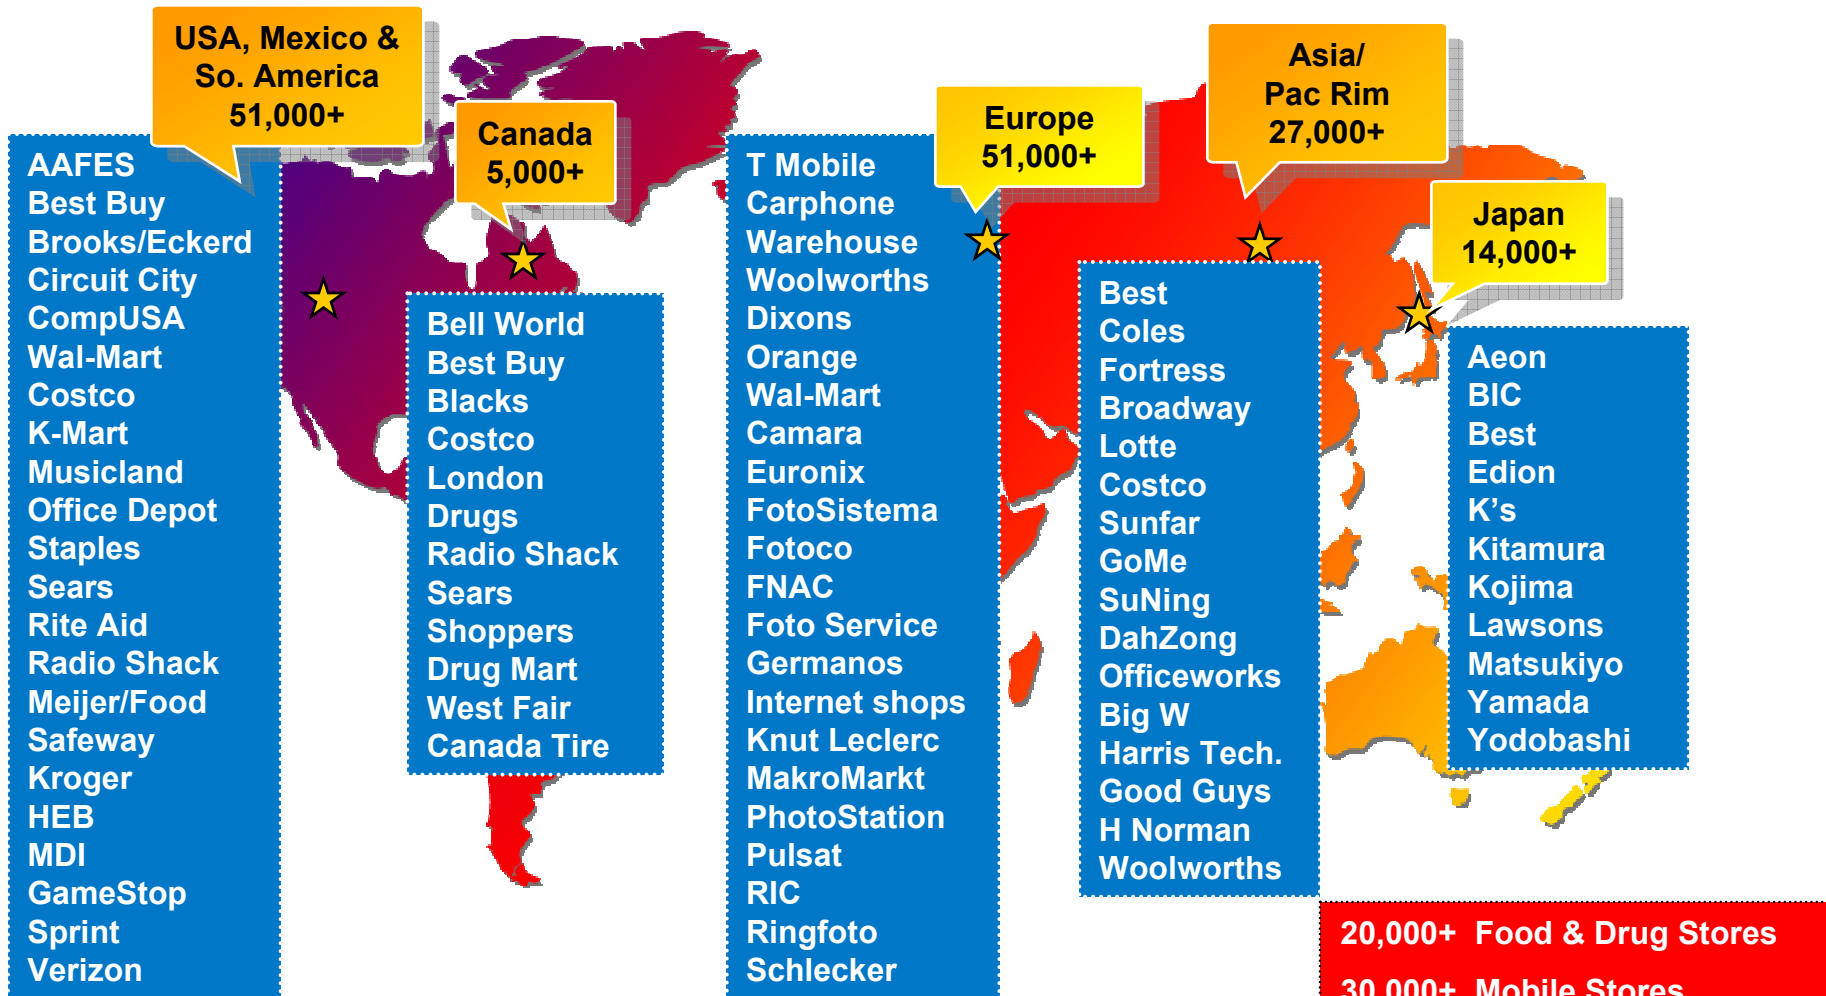 USA, Mexico &
So. America
51,000+
AAFES
Best Buy
Brooks/Eckerd
Circuit City
CompUSA
Wal-Mart
Costco
K-Mart
Musicland
Office Depot
Staples
Sears
Rite Aid
Radio Shack
Meijer/Food
Safeway
Kroger
HEB
MDI
GameStop
Sprint
Verizon
Canada
5,000+
Bell World
Best Buy
Blacks
Costco
London
Drugs
Radio Shack
Sears
Shoppers
Drug Mart
West Fair
Canada Tire
Europe
51,000+
T Mobile
Carphone
Warehouse
Woolworths
Dixons
Orange
Wal-Mart
Camara
Euronix
FotoSistema
Fotoco
FNAC
Foto Service
Germanos
Internet shops
Knut Leclerc
MakroMarkt
PhotoStation
Pulsat
RIC
Ringfoto
Schlecker
Asia/
Pac Rim
27,000+
Best
Coles
Fortress
Broadway
Lotte
Costco
Sunfar
GoMe
SuNing
DahZong
Officeworks
Big W
Harris Tech.
Good Guys
H Norman
Woolworths
Japan
14,000+
Aeon
BIC
Best
Edion
K’s
Kitamura
Kojima
Lawsons
Matsukiyo
Yamada
Yodobashi
20,000+ Food & Drug Stores
30,000+ Mobile Stores